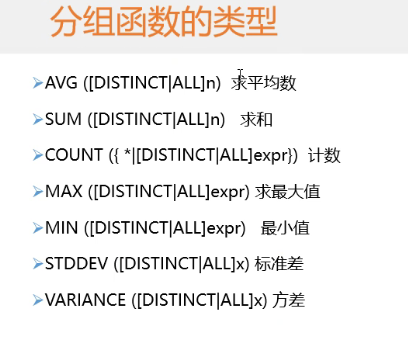 分组函数的类型
➢AVG ([DISTINCT|ALL]n) 求平均数
➢SUM ([DISTINCT|ALL]n) 求和
➢COUNT ({ *|[DISTINCT|ALL]expr}) 计数
➢MAX ([DISTINCT|ALL]expr) 求最大值
➢MIN ([DISTINCT|ALL]expr) 最小值
➢STDDEV ([DISTINCT|ALL]x) 标准差
➢VARIANCE ([DISTINCT|ALL]x) 方差